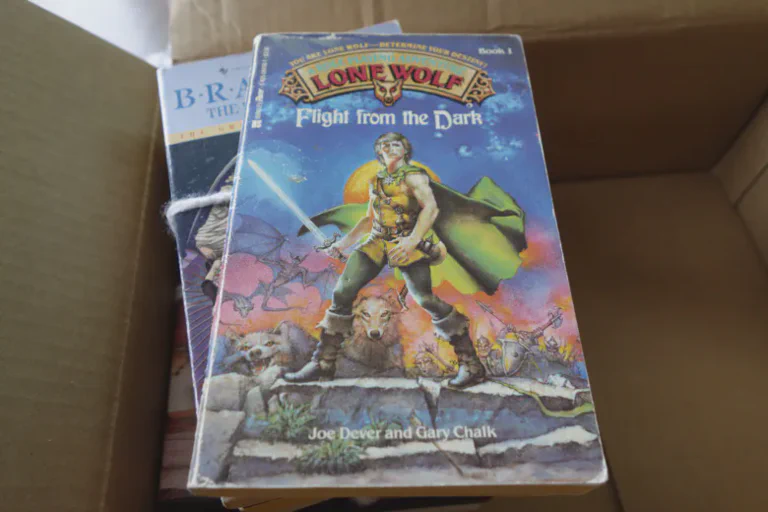 YOU ARE LONE WOLF—DETERMINE YOUR DESTINY!
Book 1
LONE WOLF
Flight from the Dark
Joe Dever and Gary Chalk
B·R·A
THE